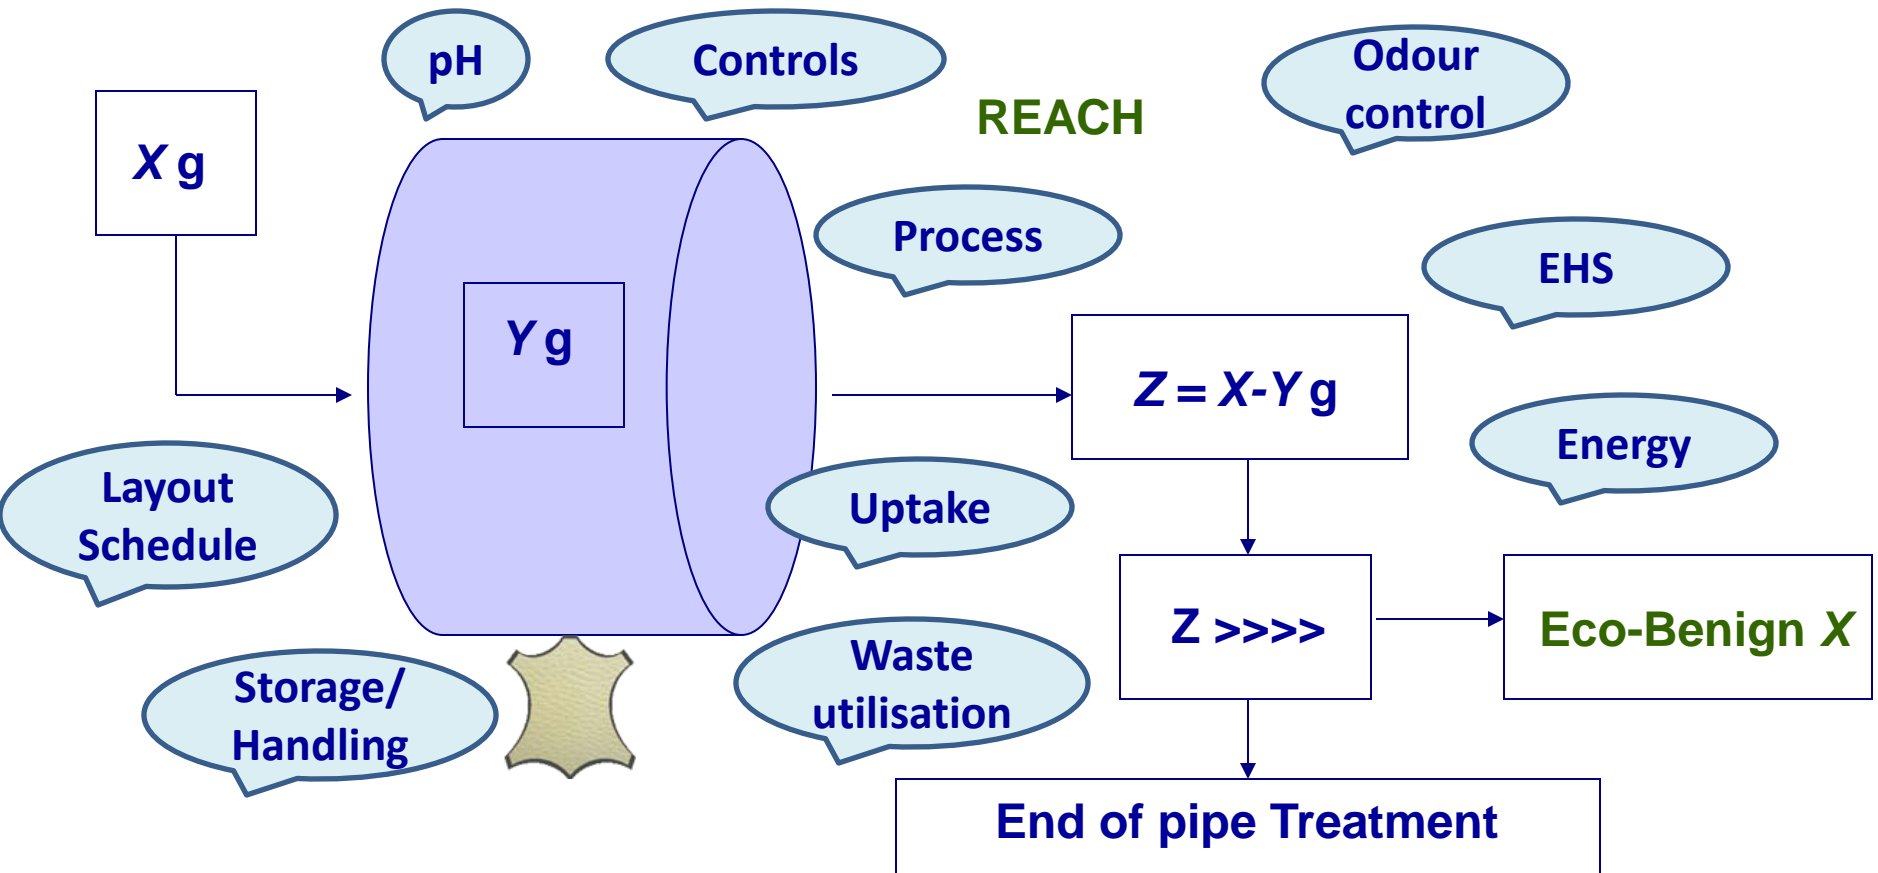 pH
Controls
Odour
control
REACH
X g
Process
EHS
Y g
Z = X-Y g
Energy
Layout
Schedule
Uptake
Z >>>>
Eco-Benign X
Waste
utilisation
Storage/
Handling
End of pipe Treatment